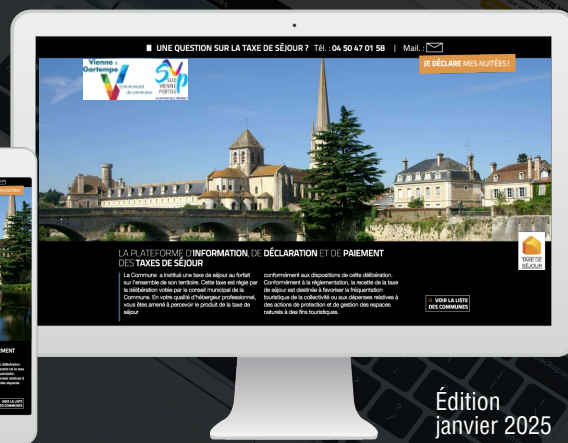 UNE QUESTION SUR LA TAXE DE SÉJOUR ? Tél. : 04 50 47 01 58 | Mail. :
JE DÉCLARE MES NUITÉES !
Vienne &
Gartempe
Communauté
de communes
SUD
VIENNE
POITOU
LA PLATEFORME D'INFORMATION, DE DÉCLARATION ET DE PAIEMENT
DES TAXES DE SÉJOUR
La Commune a institué une taxe de séjour au forfait
sur l'ensemble de son territoire. Cette taxe est régie par
la délibération votée par le conseil municipal de la
Commune. En votre qualité d'hébergeur professionnel,
vous êtes amené à percevoir le produit de la taxe de
séjour
conformément aux dispositions de cette délibération.
Conformément à la réglementation, la recette de la taxe
de séjour est destinée à favoriser la fréquentation
touristique de la collectivité ou aux dépenses relatives à
des actions de protection et de gestion des espaces
naturels à des fins touristiques.
VOIR LA LISTE
DES COMMUNES
TAXE DE
SÉJOUR
Édition
janvier 2025